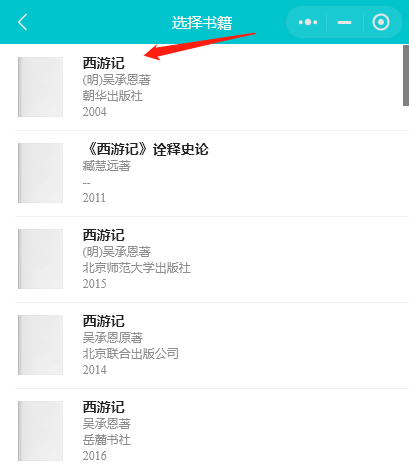 选择书籍
西游记
(明)吴承恩著
朝华出版社
2004
《西游记》诠释史论
臧慧远著
--
2011
西游记
(明)吴承恩著
北京师范大学出版社
2015
西游记
吴承恩原著
北京联合出版公司
2014
西游记
吴承恩著
岳麓书社
2016